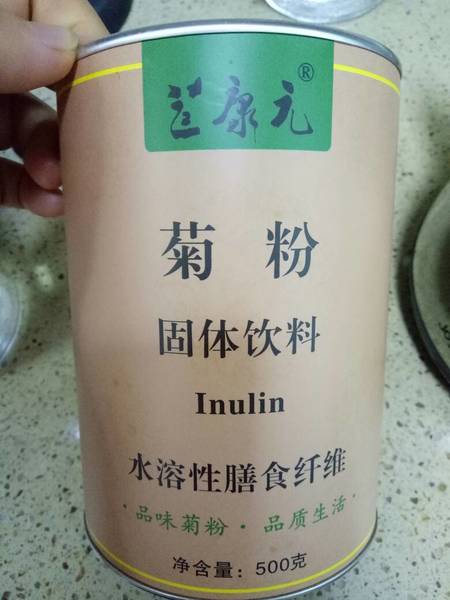 康元®
菊粉
固体饮料
Inulin
水溶性膳食纤维
·品味菊粉·品质生活·
净含量：500克